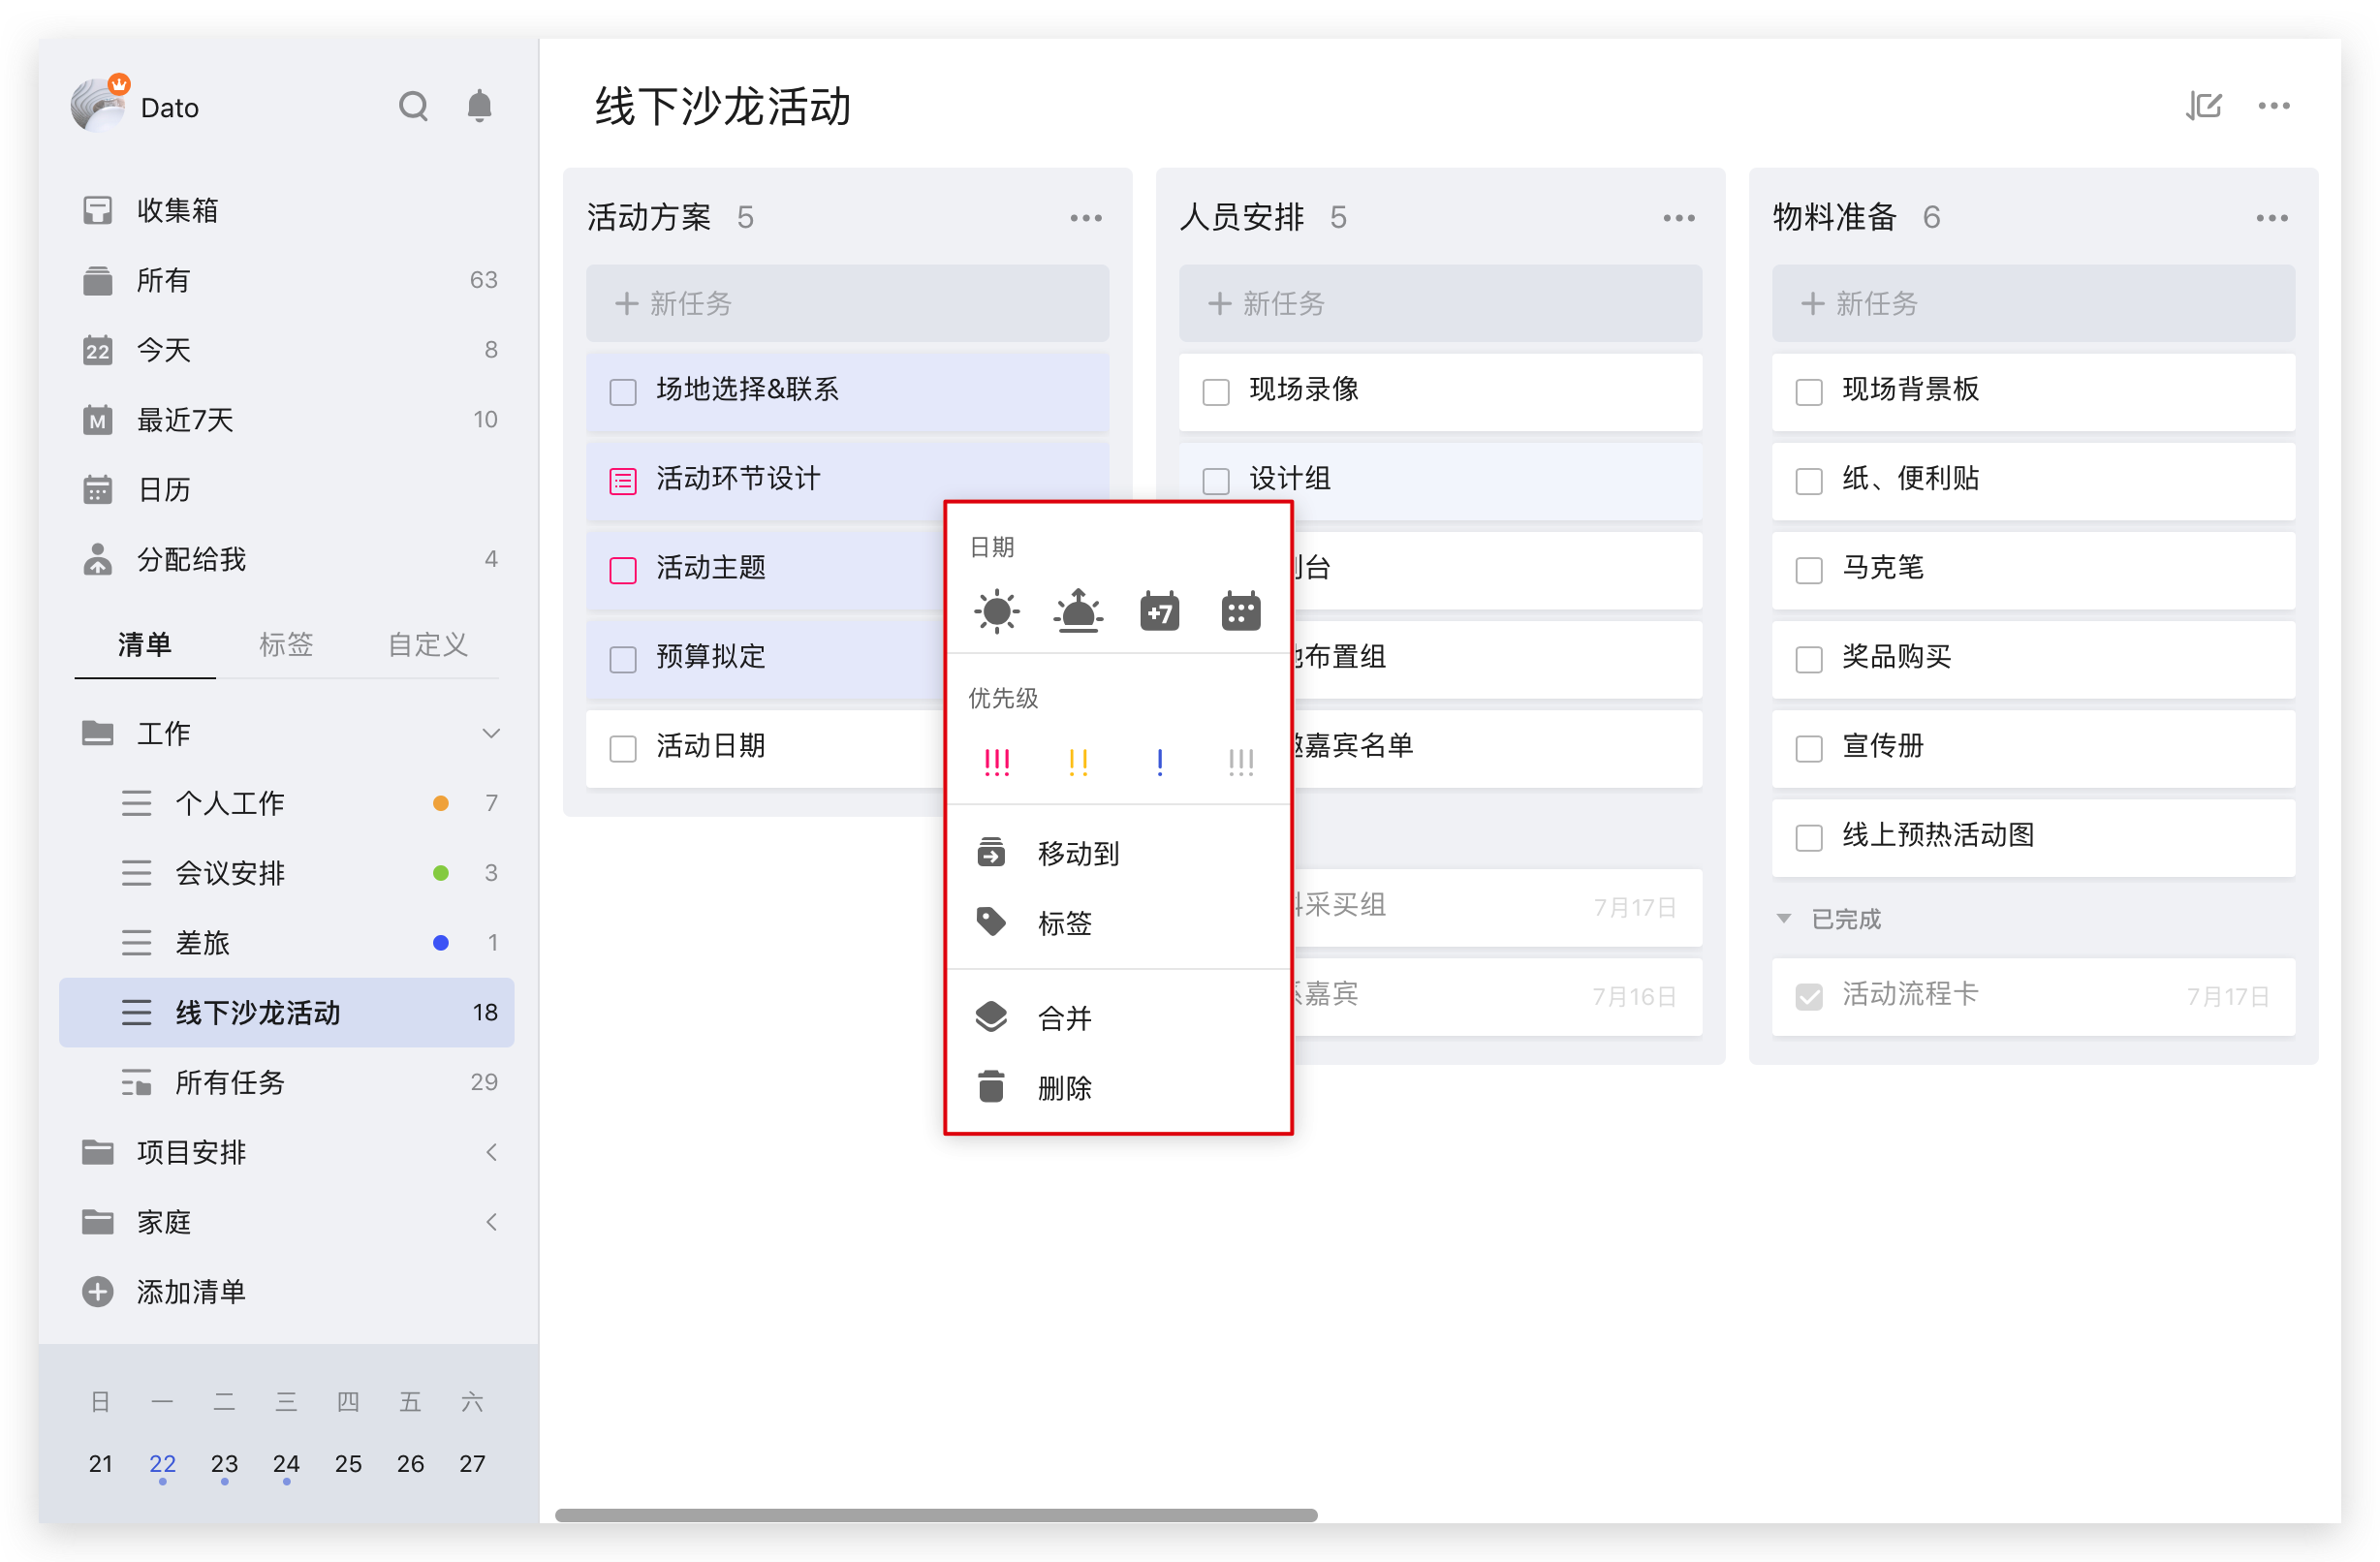 Dato
收集箱
所有 63
22 今天 8
M 最近7天 10
日历
分配给我 4
清单 标签 自定义
工作
个人工作 7
会议安排 3
差旅 1
线下沙龙活动 18
所有任务 29
项目安排
家庭
添加清单
日 一 二 三 四 五 六
21 22 23 24 25 26 27
线下沙龙活动
活动方案 5
+ 新任务
场地选择&联系
活动环节设计
活动主题
预算拟定
活动日期
日期
+7
优先级
!!! !! ! !!!
移动到
标签
合并
删除
人员安排 5
+ 新任务
现场录像
设计组
台
布置组
嘉宾名单
采买组 7月17日
嘉宾 7月16日
物料准备 6
+ 新任务
现场背景板
纸、便利贴
马克笔
奖品购买
宣传册
线上预热活动图
已完成
活动流程卡 7月17日